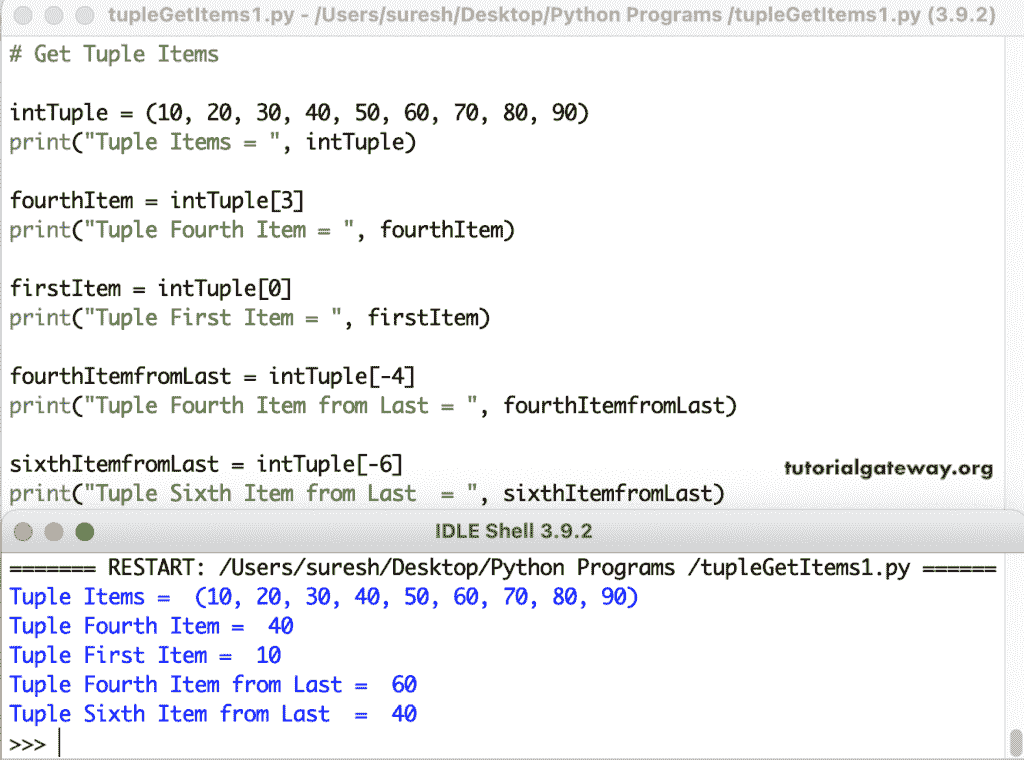 tupleGetItems1.py - /Users/suresh/Desktop/Python Programs /tupleGetItems1.py (3.9.2)
# Get Tuple Items
intTuple = (10, 20, 30, 40, 50, 60, 70, 80, 90)
print("Tuple Items = ", intTuple)
fourthItem = intTuple[3]
print("Tuple Fourth Item = ", fourthItem)
firstItem = intTuple[0]
print("Tuple First Item = ", firstItem)
fourthItemfromLast = intTuple[-4]
print("Tuple Fourth Item from Last = ", fourthItemfromLast)
sixthItemfromLast = intTuple[-6]
tutorialgateway.org
print("Tuple Sixth Item from Last  = ", sixthItemfromLast)
IDLE Shell 3.9.2
======= RESTART: /Users/suresh/Desktop/Python Programs /tupleGetItems1.py ======
Tuple Items =  (10, 20, 30, 40, 50, 60, 70, 80, 90)
Tuple Fourth Item =  40
Tuple First Item =  10
Tuple Fourth Item from Last =  60
Tuple Sixth Item from Last  =  40
>>>